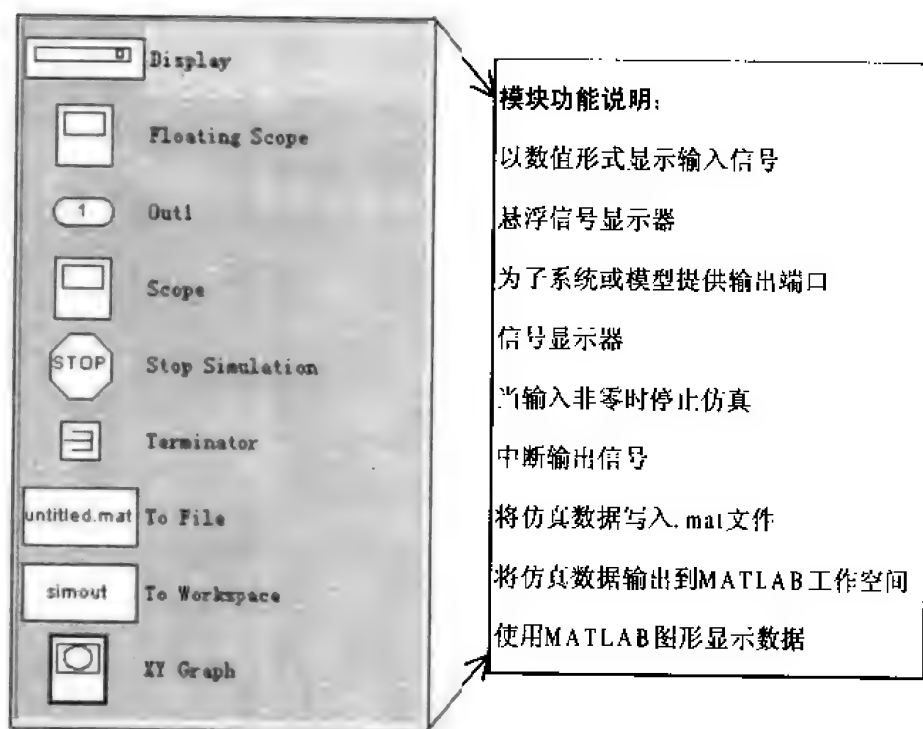 Display
Floating Scope
1
Out1
Scope
STOP
Stop Simulation
Terminator
untitled.mat
To File
simout
To Workspace
XY Graph
模块功能说明:
以数值形式显示输入信号
悬浮信号显示器
为子系统或模型提供输出端口
信号显示器
当输入非零时停止仿真
中断输出信号
将仿真数据写入.mat文件
将仿真数据输出到MATLAB工作空间
使用MATLAB图形显示数据